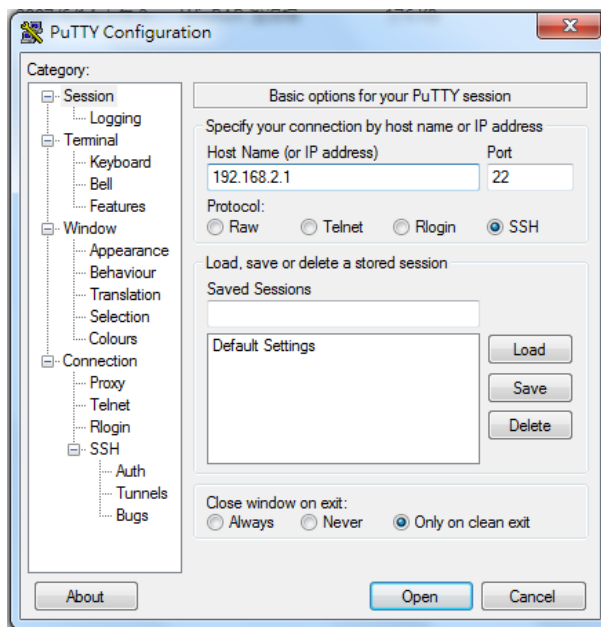 PuTTY Configuration
Category:
Session
Logging
Terminal
Keyboard
Bell
Features
Window
Appearance
Behaviour
Translation
Selection
Colours
Connection
Proxy
Telnet
Rlogin
SSH
Auth
Tunnels
Bugs
Basic options for your PuTTY session
Specify your connection by host name or IP address
Host Name (or IP address) Port
192.168.2.1 22
Protocol:
Raw Telnet Rlogin SSH
Load, save or delete a stored session
Saved Sessions
Default Settings
Load
Save
Delete
Close window on exit:
Always Never Only on clean exit
About Open Cancel